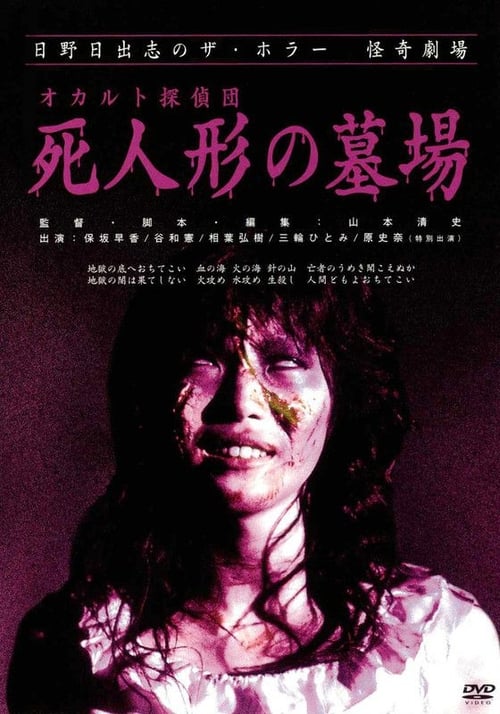 日野日出志のザ・ホラー 怪奇劇場
オカルト探偵団
死人形の墓場
監督・脚本・編集：山本清史
出演：保坂早香/谷和憲/相葉弘樹/三輪ひとみ/原史奈(特別出演)
地獄の底へおちてこい 血の海 火の海 針の山 亡者のうめき聞こえぬか
地獄の闇は果てしない 火攻め 水攻め 生殺し 人間どもよおちてこい
DVD
VIDEO